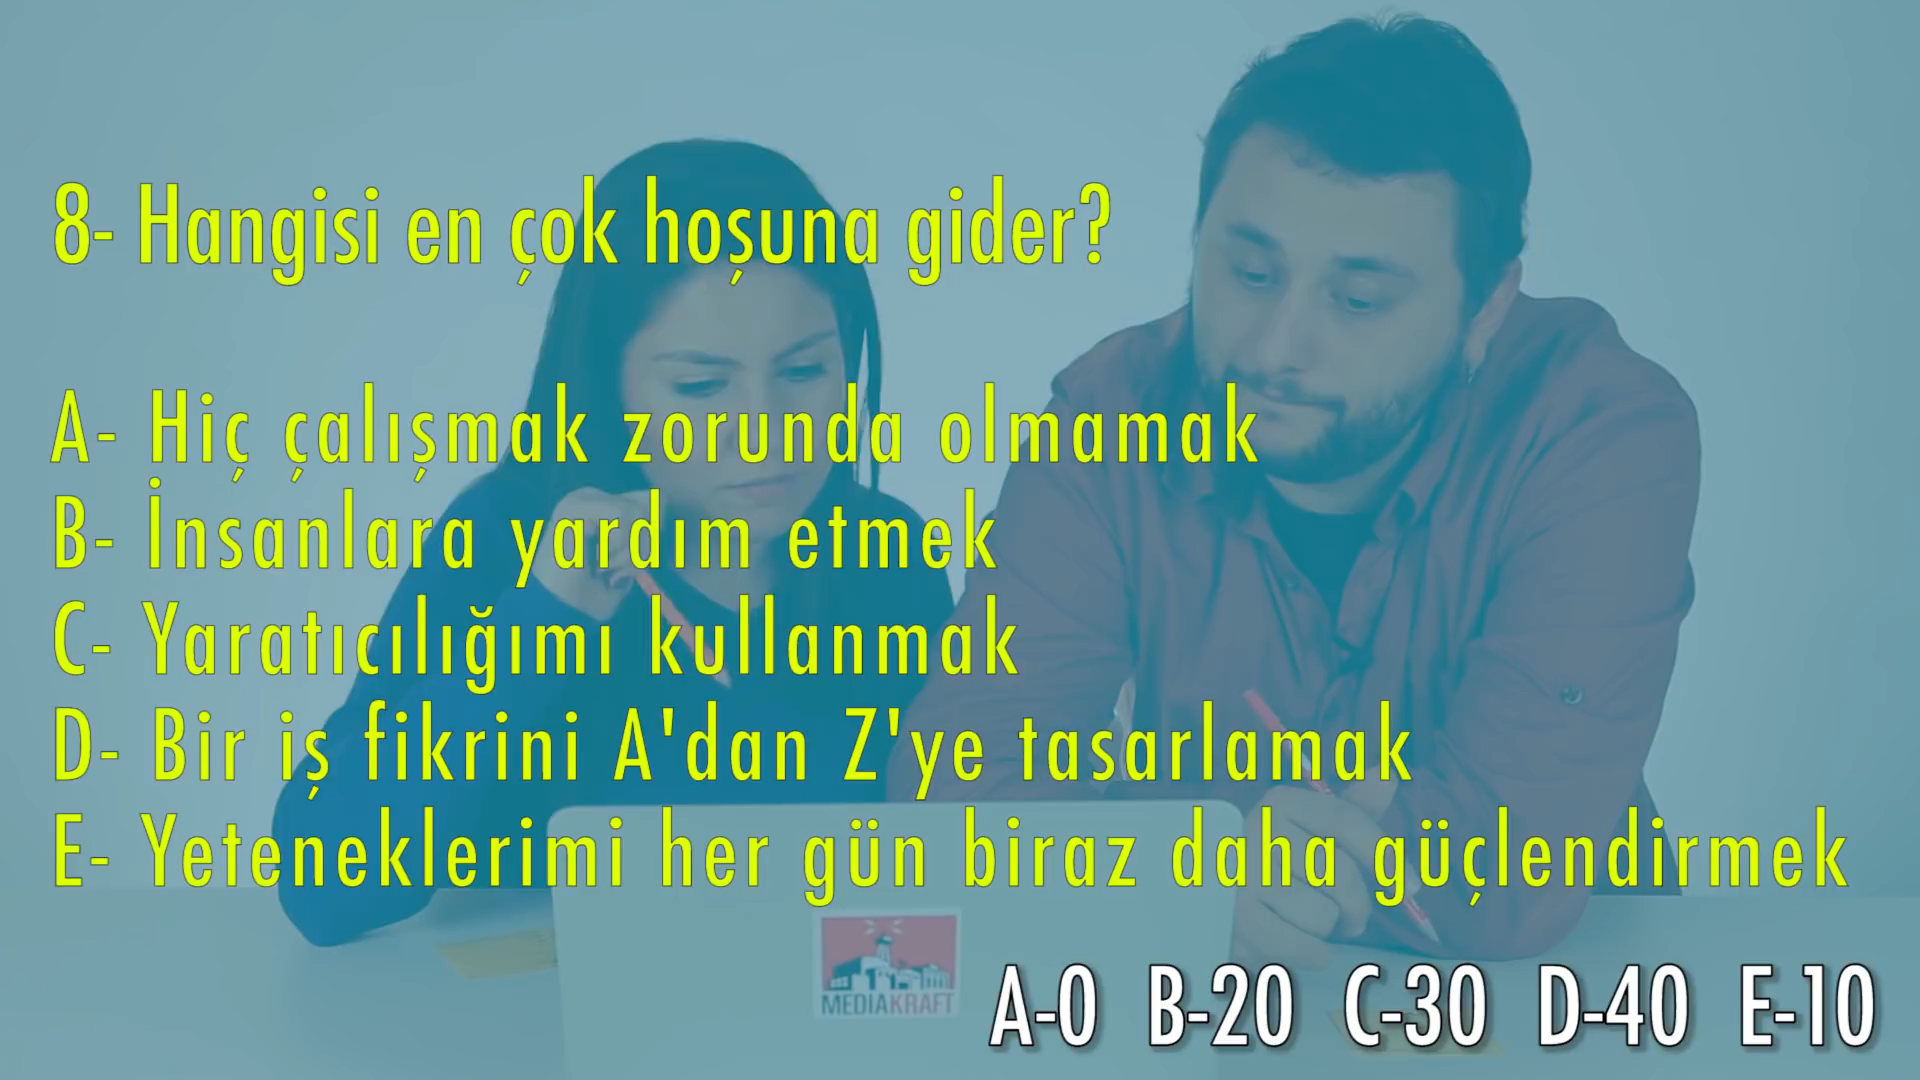 8- Hangisi en çok hoşuna gider?
A- Hiç çalışmak zorunda olmamak
B- İnsanlara yardım etmek
C- Yaratıcılığımı kullanmak
D- Bir iş fikrini A'dan Z'ye tasarlamak
E- Yeteneklerimi her gün biraz daha güçlendirmek
MEDIAKRAFT
A-0 B-20 C-30 D-40 E-10